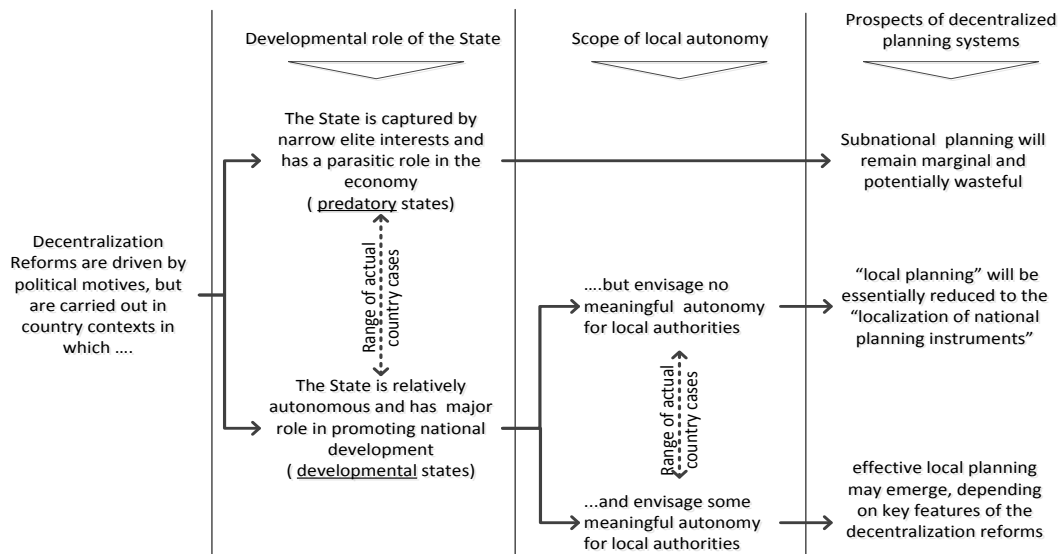 Developmental role of the State
Scope of local autonomy
Prospects of decentralized
planning systems
Decentralization
Reforms are driven by
political motives, but
are carried out in
country contexts in
which ….
The State is captured by
narrow elite interests and
has a parasitic role in the
economy
( predatory states)
Range of actual
country cases
The State is relatively
autonomous and has major
role in promoting national
development
( developmental states)
….but envisage no
meaningful autonomy
for local authorities
Range of actual
country cases
...and envisage some
meaningful autonomy
for local authorities
Subnational planning will
remain marginal and
potentially wasteful
“local planning” will be
essentially reduced to the
“localization of national
planning instruments”
effective local planning
may emerge, depending
on key features of the
decentralization reforms